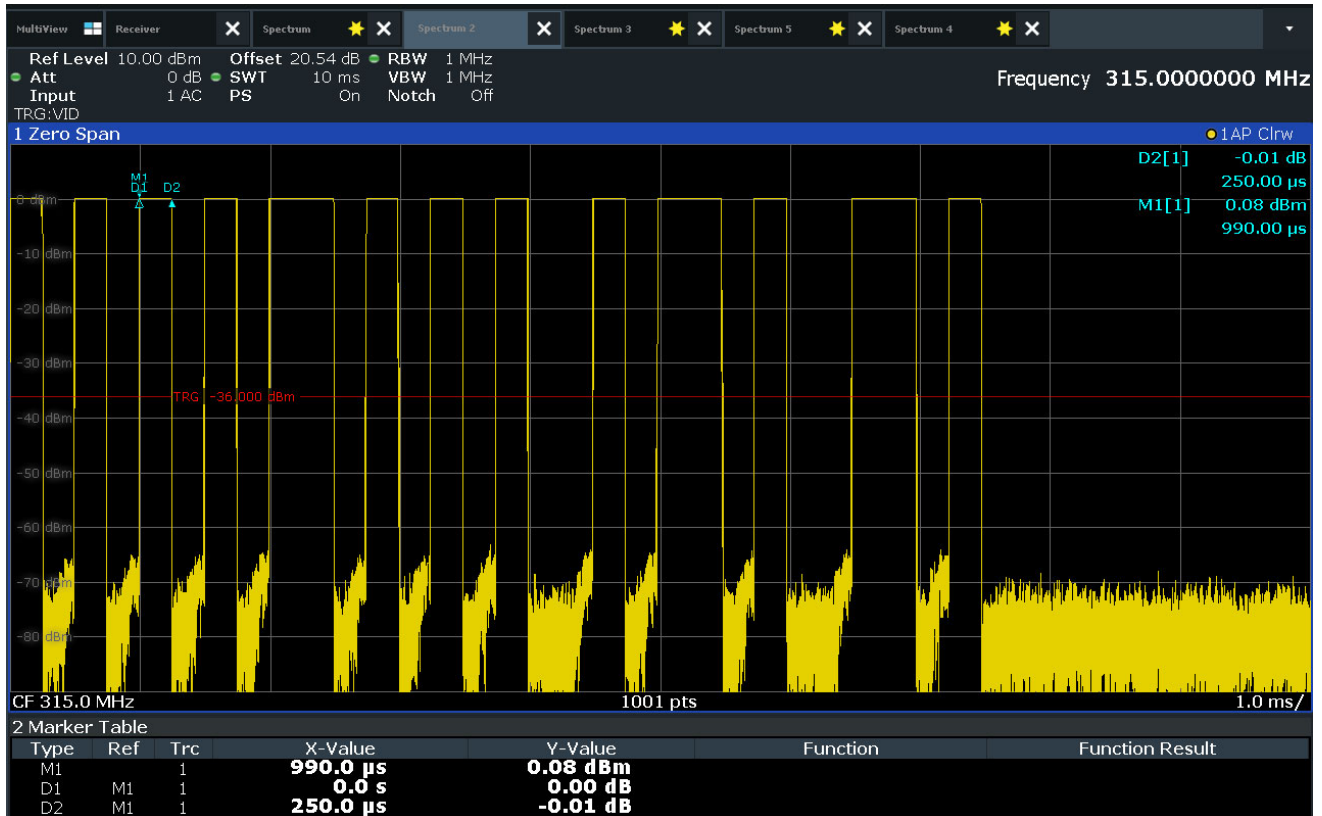 MultiView Receiver Spectrum Spectrum 2 Spectrum 3 Spectrum 5 Spectrum 4
Ref Level 10.00 dBm Offset 20.54 dB RBW 1 MHz
Att 0 dB SWT 10 ms VBW 1 MHz
Frequency 315.0000000 MHz
Input 1 AC PS On Notch Off
TRG:VID
1 Zero Span 1AP Clrw
D2[1] -0.01 dB
250.00 µs
M1[1] 0.08 dBm
990.00 µs
M1
D1 D2
0 dBm
-10 dBm
-20 dBm
-30 dBm
TRG -36.000 dBm
-40 dBm
-50 dBm
-60 dBm
-70 dBm
-80 dBm
CF 315.0 MHz 1001 pts 1.0 ms/
2 Marker Table
Type Ref Trc X-Value Y-Value Function Function Result
M1 1 990.0 µs 0.08 dBm
D1 M1 1 0.0 s 0.00 dB
D2 M1 1 250.0 µs -0.01 dB